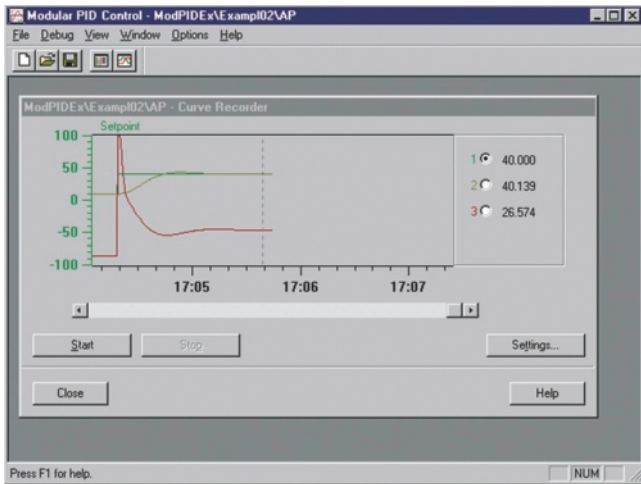 Modular PID Control - ModPIDEx\Exampl02\AP
File Debug View Window Options Help
ModPIDEx\Exampl02\AP - Curve Recorder
Setpoint
100
50
0
-50
-100
17:05 17:06 17:07
1 40.000
2 40.139
3 26.574
Start Stop Settings...
Close Help
Press F1 for help. NUM